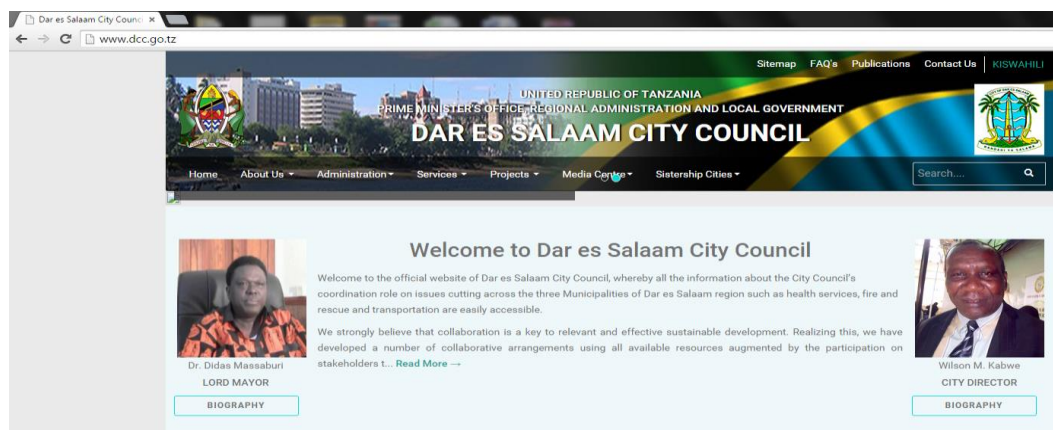 Dar es Salaam City Counc
www.dcc.go.tz
Sitemap FAQ's Publications Contact Us KISWAHILI
UNITED REPUBLIC OF TANZANIA
PRIME MINISTER'S OFFICE, REGIONAL ADMINISTRATION AND LOCAL GOVERNMENT
DAR ES SALAAM CITY COUNCIL
Home About Us Administration Services Projects Media Centre Sistership Cities Search....
Welcome to Dar es Salaam City Council
Welcome to the official website of Dar es Salaam City Council, whereby all the information about the City Council's
coordination role on issues cutting across the three Municipalities of Dar es Salaam region such as health services, fire and
rescue and transportation are easily accessible.
We strongly believe that collaboration is a key to relevant and effective sustainable development. Realizing this, we have
developed a number of collaborative arrangements using all available resources augmented by the participation on
stakeholders t... Read More →
Dr. Didas Massaburi
LORD MAYOR
BIOGRAPHY
Wilson M. Kabwe
CITY DIRECTOR
BIOGRAPHY